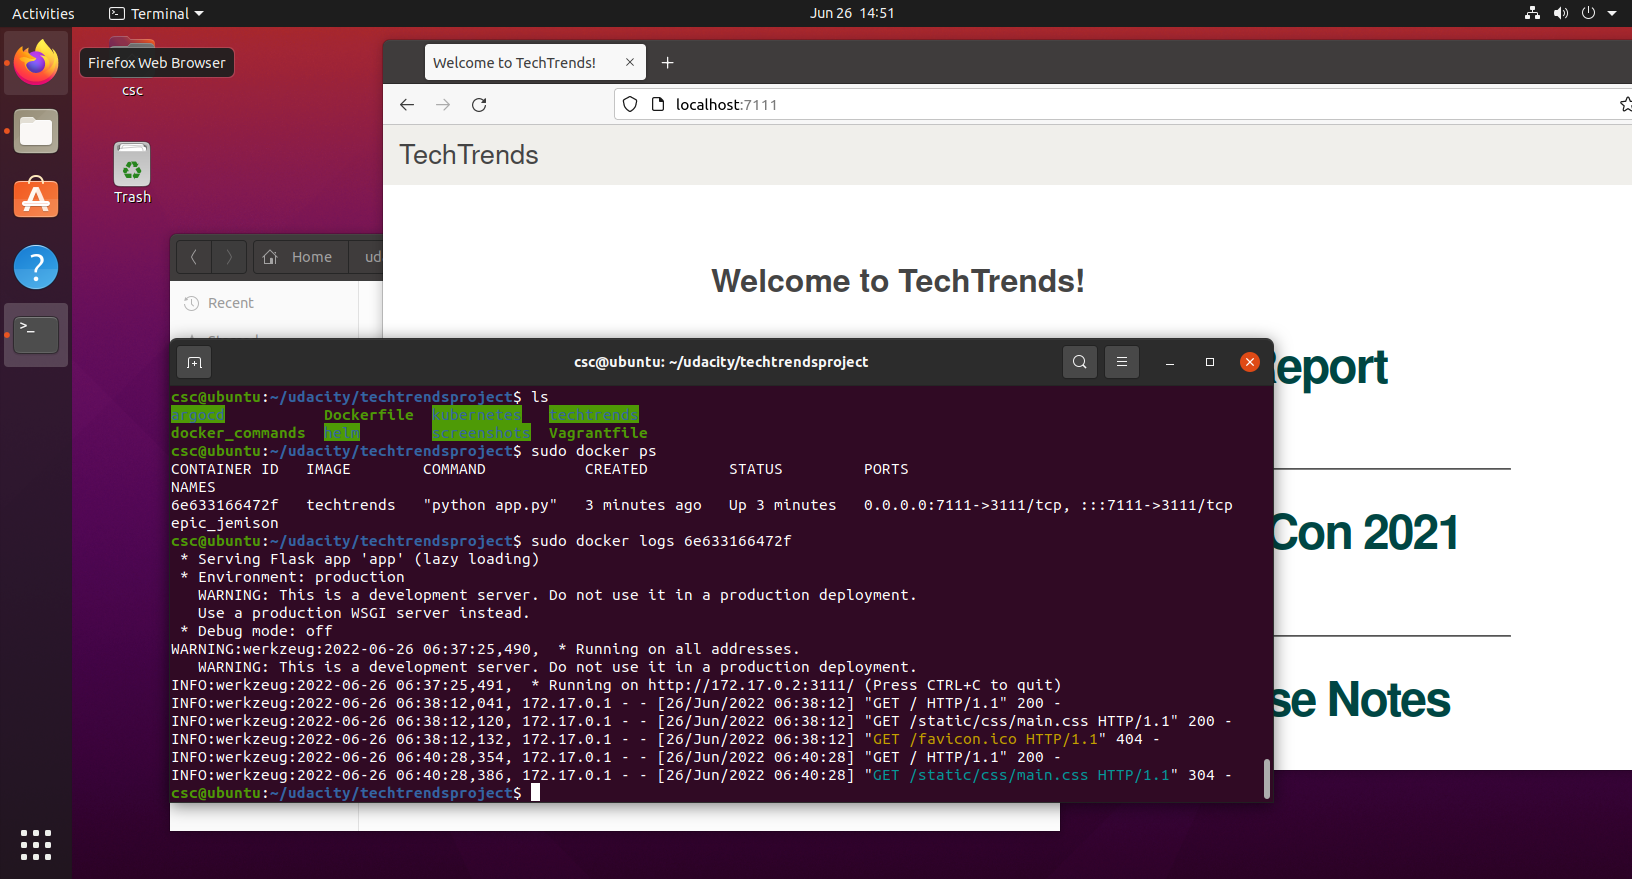 Activities Terminal Jun 26 14:51
Firefox Web Browser
csc
Trash
Welcome to TechTrends!
localhost:7111
TechTrends
Welcome to TechTrends!
Home ud
Recent
eport
Con 2021
se Notes
csc@ubuntu: ~/udacity/techtrendsproject
csc@ubuntu:~/udacity/techtrendsproject$ ls
argocd Dockerfile kubernetes techtrends
docker_commands helm screenshots Vagrantfile
csc@ubuntu:~/udacity/techtrendsproject$ sudo docker ps
CONTAINER ID IMAGE COMMAND CREATED STATUS PORTS
NAMES
6e633166472f techtrends "python app.py" 3 minutes ago Up 3 minutes 0.0.0.0:7111->3111/tcp, :::7111->3111/tcp
epic_jemison
csc@ubuntu:~/udacity/techtrendsproject$ sudo docker logs 6e633166472f
* Serving Flask app 'app' (lazy loading)
* Environment: production
WARNING: This is a development server. Do not use it in a production deployment.
Use a production WSGI server instead.
* Debug mode: off
WARNING:werkzeug:2022-06-26 06:37:25,490, * Running on all addresses.
WARNING: This is a development server. Do not use it in a production deployment.
INFO:werkzeug:2022-06-26 06:37:25,491, * Running on http://172.17.0.2:3111/ (Press CTRL+C to quit)
INFO:werkzeug:2022-06-26 06:38:12,041, 172.17.0.1 - - [26/Jun/2022 06:38:12] "GET / HTTP/1.1" 200 -
INFO:werkzeug:2022-06-26 06:38:12,120, 172.17.0.1 - - [26/Jun/2022 06:38:12] "GET /static/css/main.css HTTP/1.1" 200 -
INFO:werkzeug:2022-06-26 06:38:12,132, 172.17.0.1 - - [26/Jun/2022 06:38:12] "GET /favicon.ico HTTP/1.1" 404 -
INFO:werkzeug:2022-06-26 06:40:28,354, 172.17.0.1 - - [26/Jun/2022 06:40:28] "GET / HTTP/1.1" 200 -
INFO:werkzeug:2022-06-26 06:40:28,386, 172.17.0.1 - - [26/Jun/2022 06:40:28] "GET /static/css/main.css HTTP/1.1" 304 -
csc@ubuntu:~/udacity/techtrendsproject$